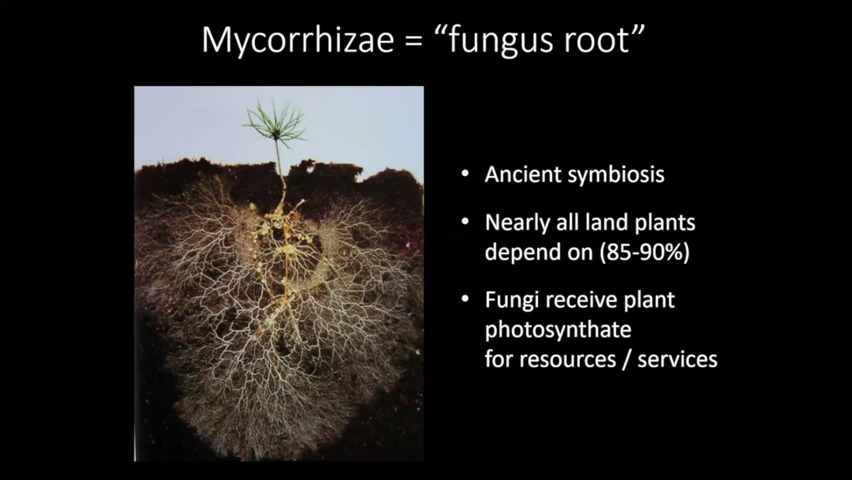 Mycorrhizae = “fungus root”
• Ancient symbiosis
• Nearly all land plants
depend on (85-90%)
• Fungi receive plant
photosynthate
for resources / services